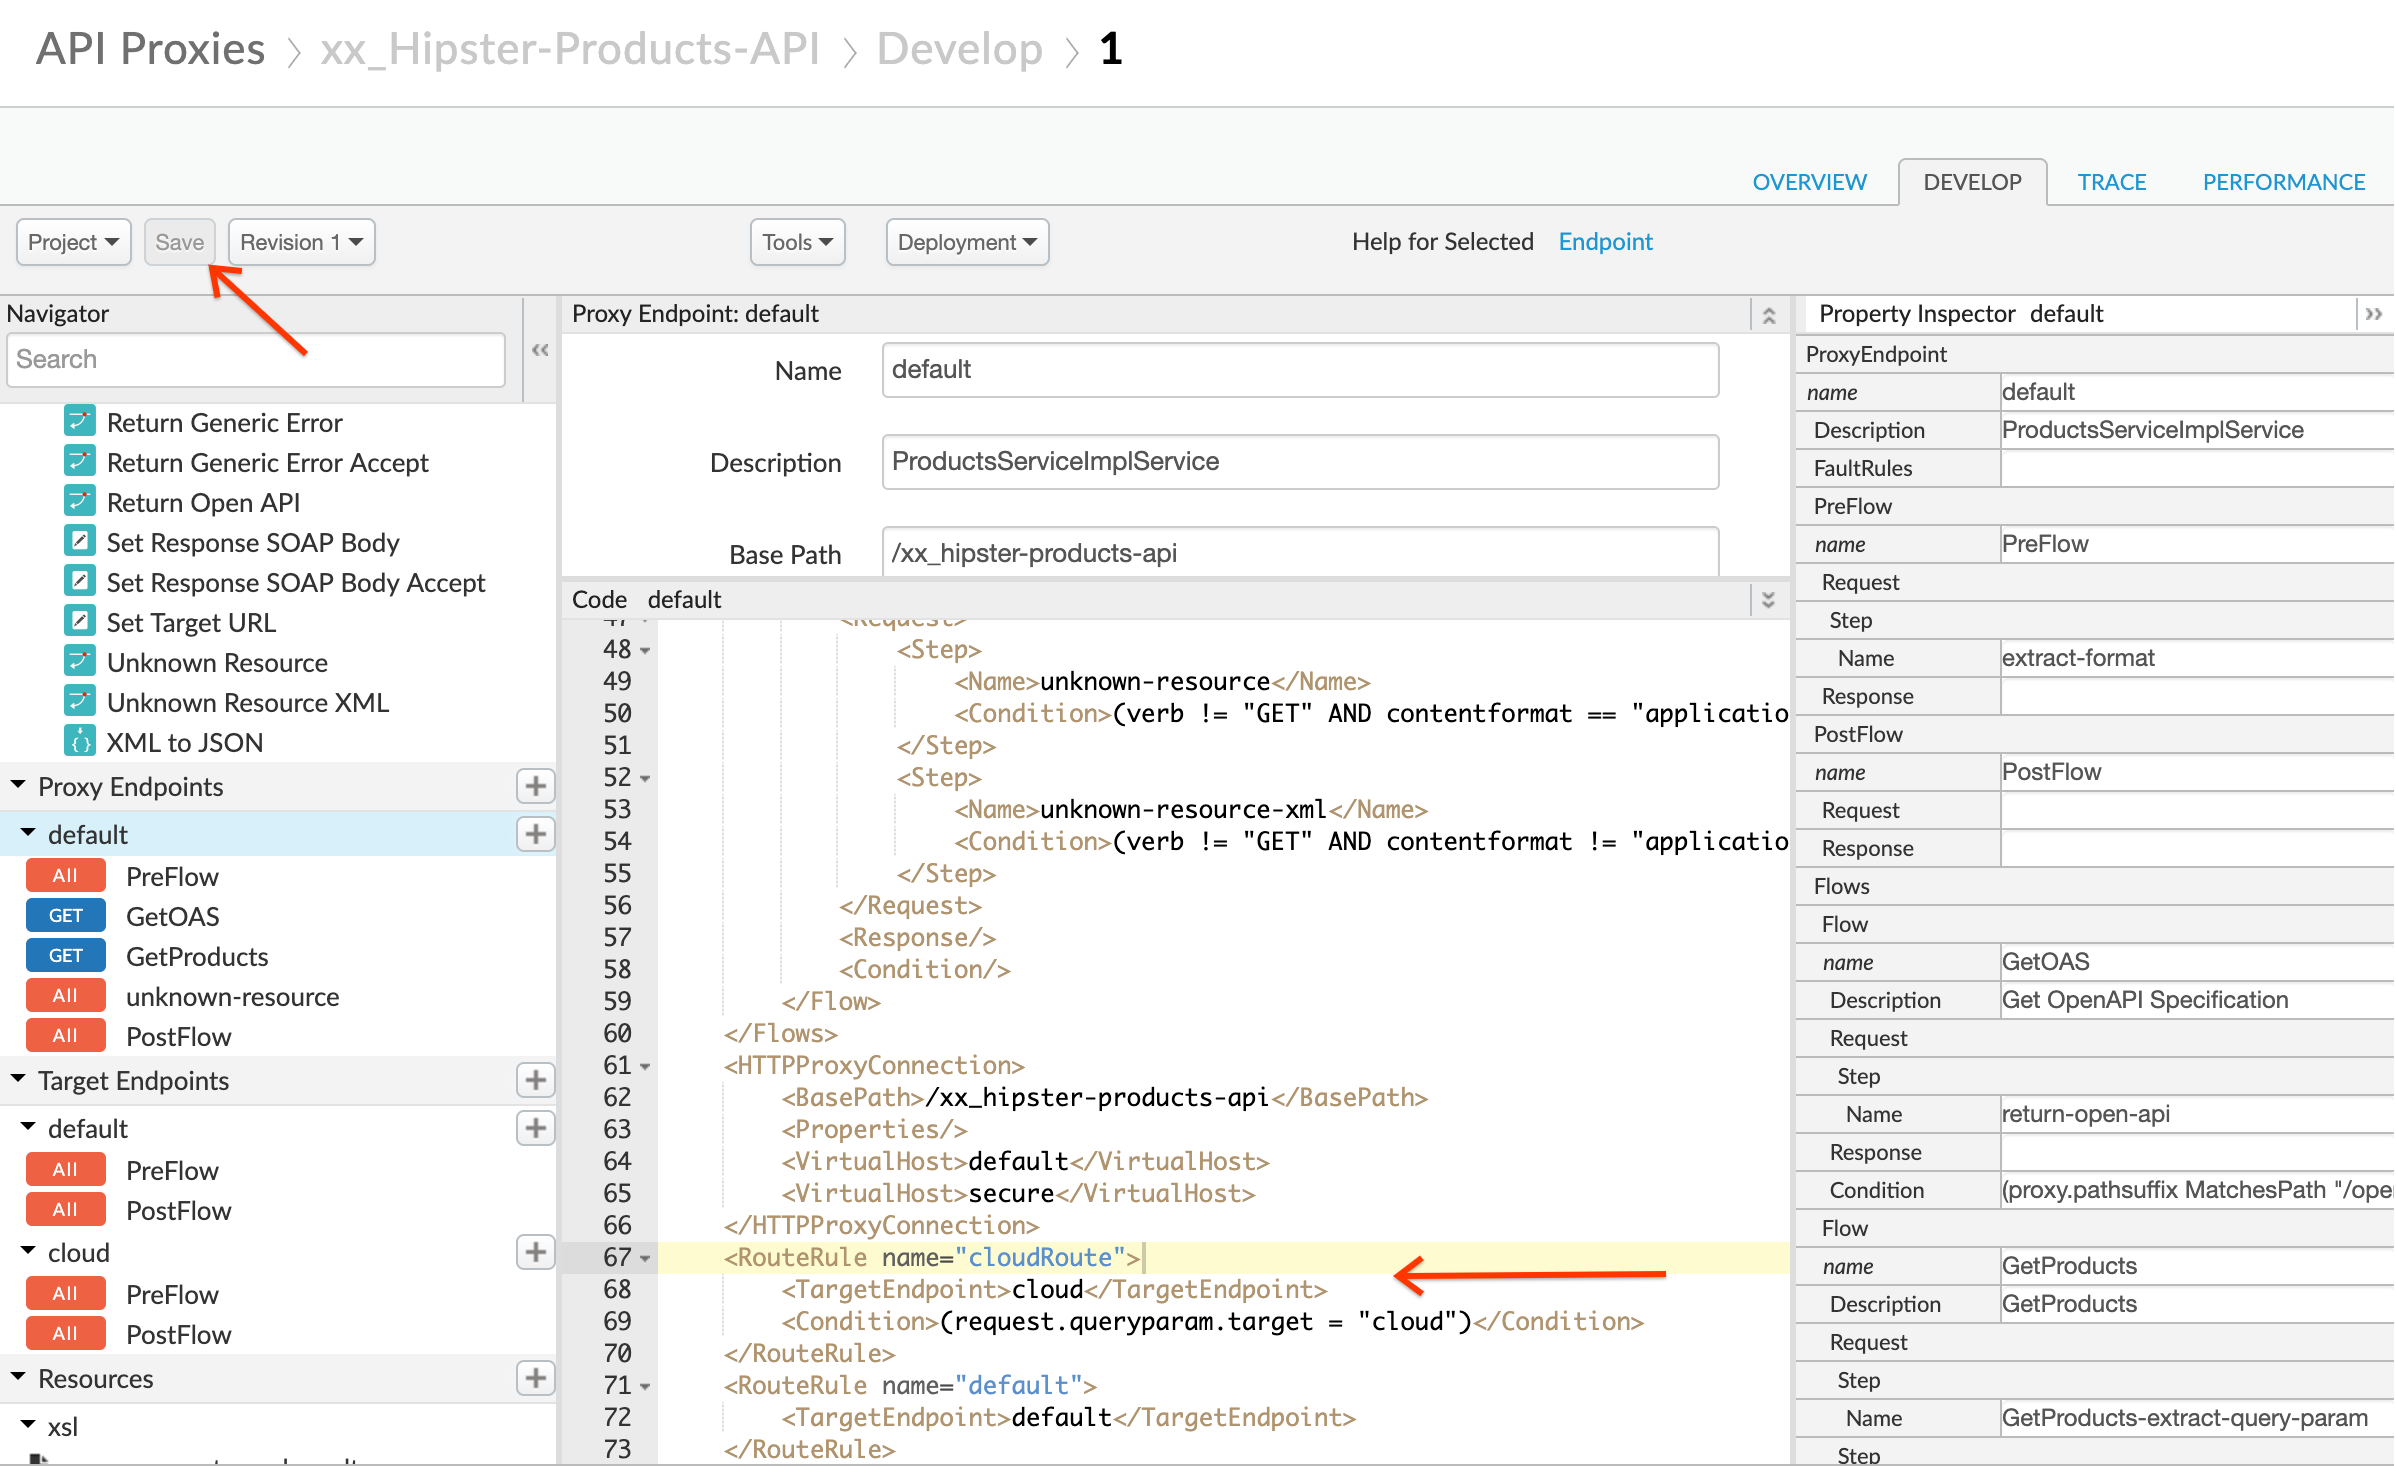 API Proxies > xx_Hipster-Products-API > Develop > 1
OVERVIEW DEVELOP TRACE PERFORMANCE
Project Save Revision 1 Tools Deployment Help for Selected Endpoint
Navigator
Search
Return Generic Error
Return Generic Error Accept
Return Open API
Set Response SOAP Body
Set Response SOAP Body Accept
Set Target URL
Unknown Resource
Unknown Resource XML
XML to JSON
Proxy Endpoints
default
All PreFlow
GET GetOAS
GET GetProducts
All unknown-resource
All PostFlow
Target Endpoints
default
All PreFlow
All PostFlow
cloud
All PreFlow
All PostFlow
Resources
xsl
Proxy Endpoint: default
Name default
Description ProductsServiceImplService
Base Path /xx_hipster-products-api
Code default
47 <Request>
48 <Step>
49 <Name>unknown-resource</Name>
50 <Condition>(verb != "GET" AND contentformat == "applicatio
51 </Step>
52 <Step>
53 <Name>unknown-resource-xml</Name>
54 <Condition>(verb != "GET" AND contentformat != "applicatio
55 </Step>
56 </Request>
57 <Response/>
58 <Condition/>
59 </Flow>
60 </Flows>
61 <HTTPProxyConnection>
62 <BasePath>/xx_hipster-products-api</BasePath>
63 <Properties/>
64 <VirtualHost>default</VirtualHost>
65 <VirtualHost>secure</VirtualHost>
66 </HTTPProxyConnection>
67 <RouteRule name="cloudRoute">
68 <TargetEndpoint>cloud</TargetEndpoint>
69 <Condition>(request.queryparam.target = "cloud")</Condition>
70 </RouteRule>
71 <RouteRule name="default">
72 <TargetEndpoint>default</TargetEndpoint>
73 </RouteRule>
Property Inspector default
ProxyEndpoint
name default
Description ProductsServiceImplService
FaultRules
PreFlow
name PreFlow
Request
Step
Name extract-format
Response
PostFlow
name PostFlow
Request
Response
Flows
Flow
name GetOAS
Description Get OpenAPI Specification
Request
Step
Name return-open-api
Response
Condition (proxy.pathsuffix MatchesPath "/ope
Flow
name GetProducts
Description GetProducts
Request
Step
Name GetProducts-extract-query-param
Step